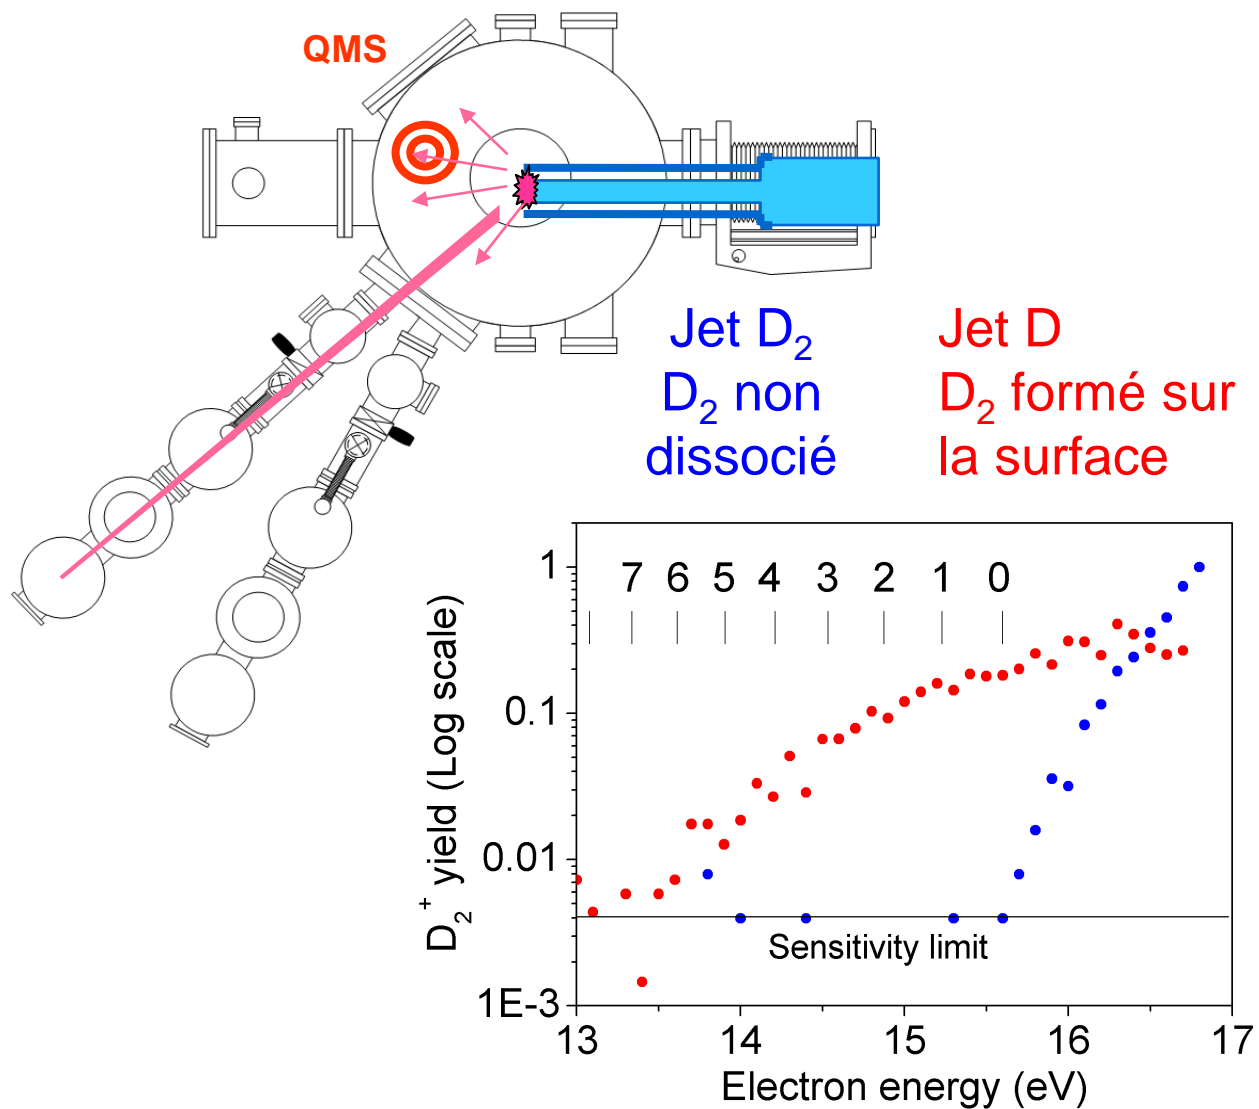 QMS
Jet D₂
D₂ non
dissocié
Jet D
D₂ formé sur
la surface
D₂⁺ yield (Log scale)
1
0.1
0.01
1E-3
7 6 5 4 3 2 1 0
Sensitivity limit
13 14 15 16 17
Electron energy (eV)